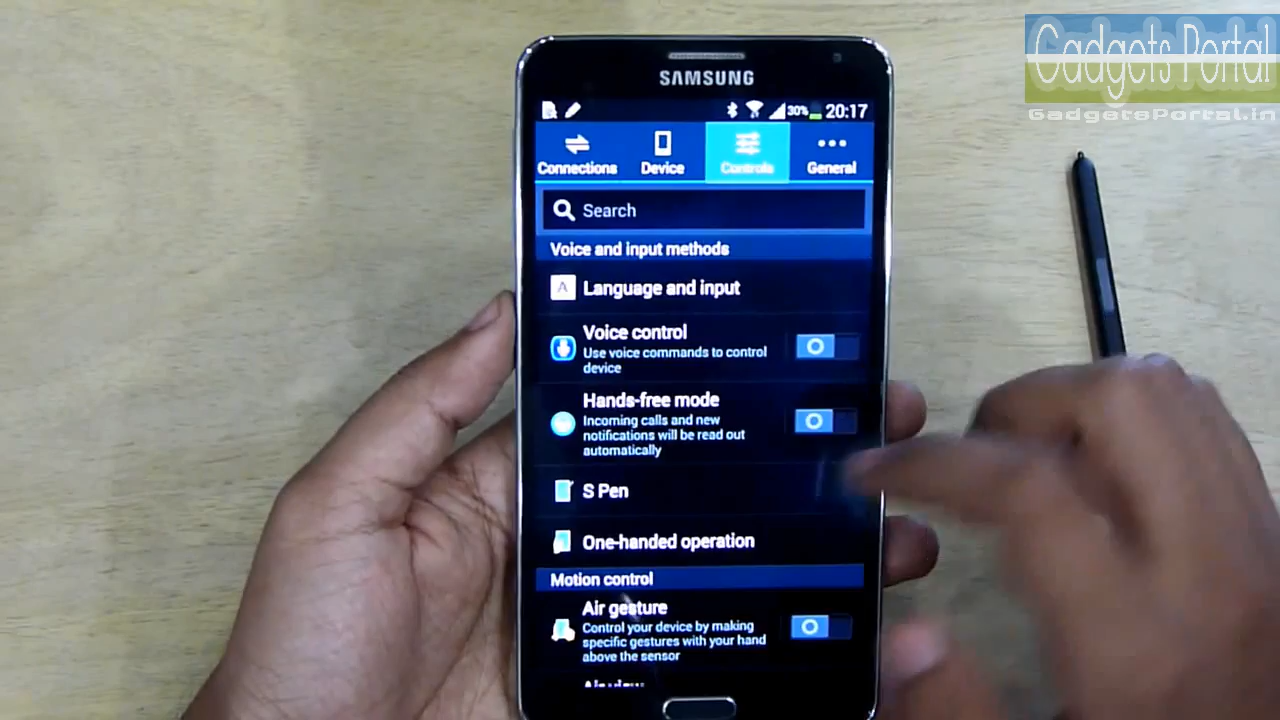 Gadgets Portal
GadgetsPortal.in
SAMSUNG
30% 20:17
Connections Device Controls General
Search
Voice and input methods
A Language and input
Voice control
Use voice commands to control
device
Hands-free mode
Incoming calls and new
notifications will be read out
automatically
S Pen
One-handed operation
Motion control
Air gesture
Control your device by making
specific gestures with your hand
above the sensor
Air view